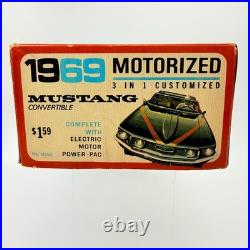 1969 MOTORIZED
3 IN 1 CUSTOMIZED
MUSTANG
CONVERTIBLE
$1.59
COMPLETE
WITH
ELECTRIC
MOTOR
POWER-PAC